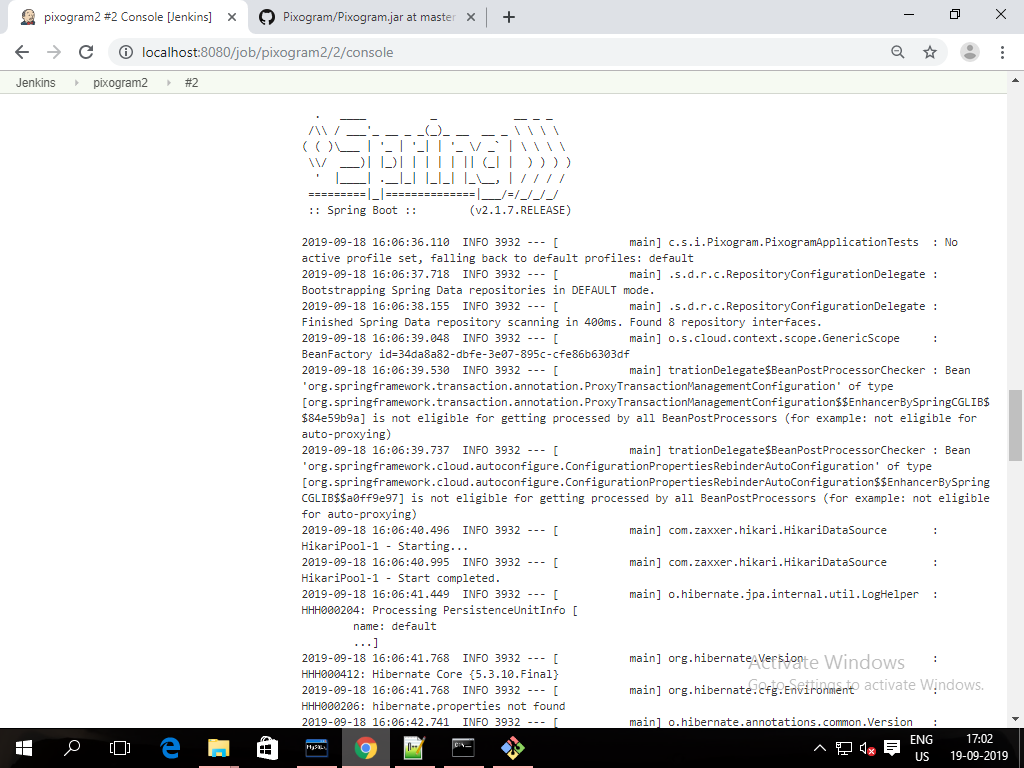 pixogram2 #2 Console [Jenkins]
Pixogram/Pixogram.jar at master
localhost:8080/job/pixogram2/2/console
Jenkins
pixogram2
#2
:: Spring Boot :: (v2.1.7.RELEASE)
2019-09-18 16:06:36.110  INFO 3932 --- [           main] c.s.i.Pixogram.PixogramApplicationTests  : No
active profile set, falling back to default profiles: default
2019-09-18 16:06:37.718  INFO 3932 --- [           main] .s.d.r.c.RepositoryConfigurationDelegate :
Bootstrapping Spring Data repositories in DEFAULT mode.
2019-09-18 16:06:38.155  INFO 3932 --- [           main] .s.d.r.c.RepositoryConfigurationDelegate :
Finished Spring Data repository scanning in 400ms. Found 8 repository interfaces.
2019-09-18 16:06:39.048  INFO 3932 --- [           main] o.s.cloud.context.scope.GenericScope     :
BeanFactory id=34da8a82-dbfe-3e07-895c-cfe86b6303df
2019-09-18 16:06:39.530  INFO 3932 --- [           main] trationDelegate$BeanPostProcessorChecker : Bean
'org.springframework.transaction.annotation.ProxyTransactionManagementConfiguration' of type
[org.springframework.transaction.annotation.ProxyTransactionManagementConfiguration$$EnhancerBySpringCGLIB$
$84e59b9a] is not eligible for getting processed by all BeanPostProcessors (for example: not eligible for
auto-proxying)
2019-09-18 16:06:39.737  INFO 3932 --- [           main] trationDelegate$BeanPostProcessorChecker : Bean
'org.springframework.cloud.autoconfigure.ConfigurationPropertiesRebinderAutoConfiguration' of type
[org.springframework.cloud.autoconfigure.ConfigurationPropertiesRebinderAutoConfiguration$$EnhancerBySpring
CGLIB$$a0ff9e97] is not eligible for getting processed by all BeanPostProcessors (for example: not eligible
for auto-proxying)
2019-09-18 16:06:40.496  INFO 3932 --- [           main] com.zaxxer.hikari.HikariDataSource       :
HikariPool-1 - Starting...
2019-09-18 16:06:40.995  INFO 3932 --- [           main] com.zaxxer.hikari.HikariDataSource       :
HikariPool-1 - Start completed.
2019-09-18 16:06:41.449  INFO 3932 --- [           main] o.hibernate.jpa.internal.util.LogHelper  :
HHH000204: Processing PersistenceUnitInfo [
name: default
...]
2019-09-18 16:06:41.768  INFO 3932 --- [           main] org.hibernate.Version                    :
HHH000412: Hibernate Core {5.3.10.Final}
2019-09-18 16:06:41.768  INFO 3932 --- [           main] org.hibernate.cfg.Environment            :
HHH000206: hibernate.properties not found
2019-09-18 16:06:42.741  INFO 3932 --- [           main] o.hibernate.annotations.common.Version   :
Activate Windows
Go to Settings to activate Windows.
MySQL
ENG
US
17:02
19-09-2019